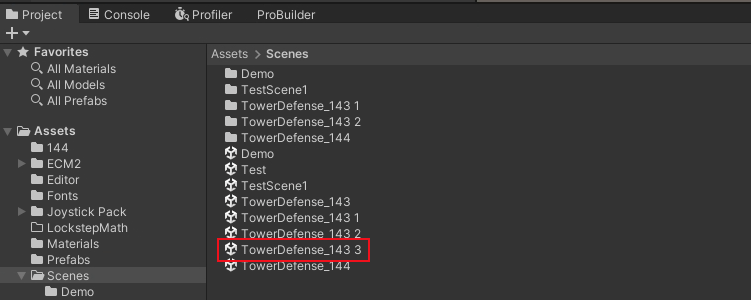 Project Console Profiler ProBuilder
+
Favorites
All Materials
All Models
All Prefabs
Assets
144
ECM2
Editor
Fonts
Joystick Pack
LockstepMath
Materials
Prefabs
Scenes
Demo
Assets > Scenes
Demo
TestScene1
TowerDefense_143 1
TowerDefense_143 2
TowerDefense_144
Demo
Test
TestScene1
TowerDefense_143
TowerDefense_143 1
TowerDefense_143 2
TowerDefense_143 3
TowerDefense_144